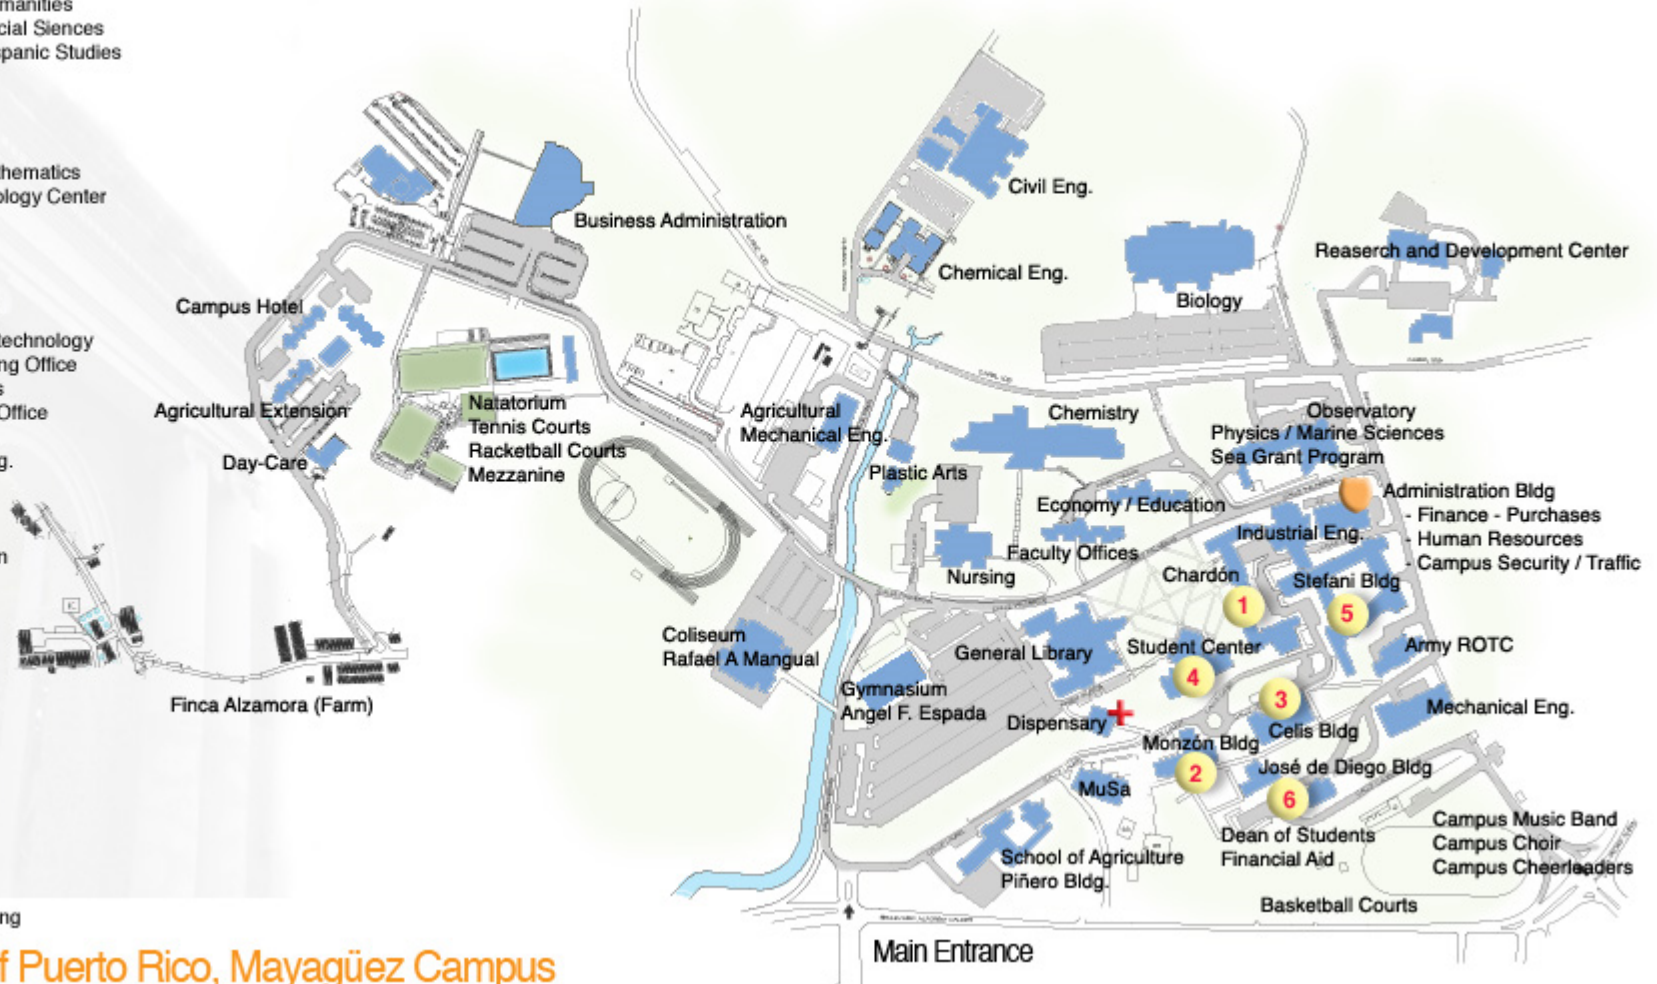 manities
cial Siences
panic Studies
thematics
ology Center
technology
ng Office
s
Office
g.
n
ng
f Puerto Rico, Mayagüez Campus
Civil Eng.
Business Administration
Chemical Eng.
Reaserch and Development Center
Biology
Campus Hotel
Agricultural Extension
Day-Care
Natatorium
Tennis Courts
Racketball Courts
Mezzanine
Agricultural
Mechanical Eng.
Chemistry
Observatory
Physics / Marine Sciences
Sea Grant Program
Plastic Arts
Economy / Education
Administration Bldg
- Finance - Purchases
- Human Resources
- Campus Security / Traffic
Industrial Eng.
Faculty Offices
Nursing
Chardón
1
Stefani Bldg
5
Coliseum
Rafael A Mangual
General Library
Student Center
4
Army ROTC
Gymnasium
Angel F. Espada
Dispensary
3
Celis Bldg
Mechanical Eng.
Finca Alzamora (Farm)
Monzón Bldg
2
José de Diego Bldg
6
MuSa
Dean of Students
Financial Aid
Campus Music Band
Campus Choir
Campus Cheerleaders
School of Agriculture
Piñero Bldg.
Basketball Courts
Main Entrance